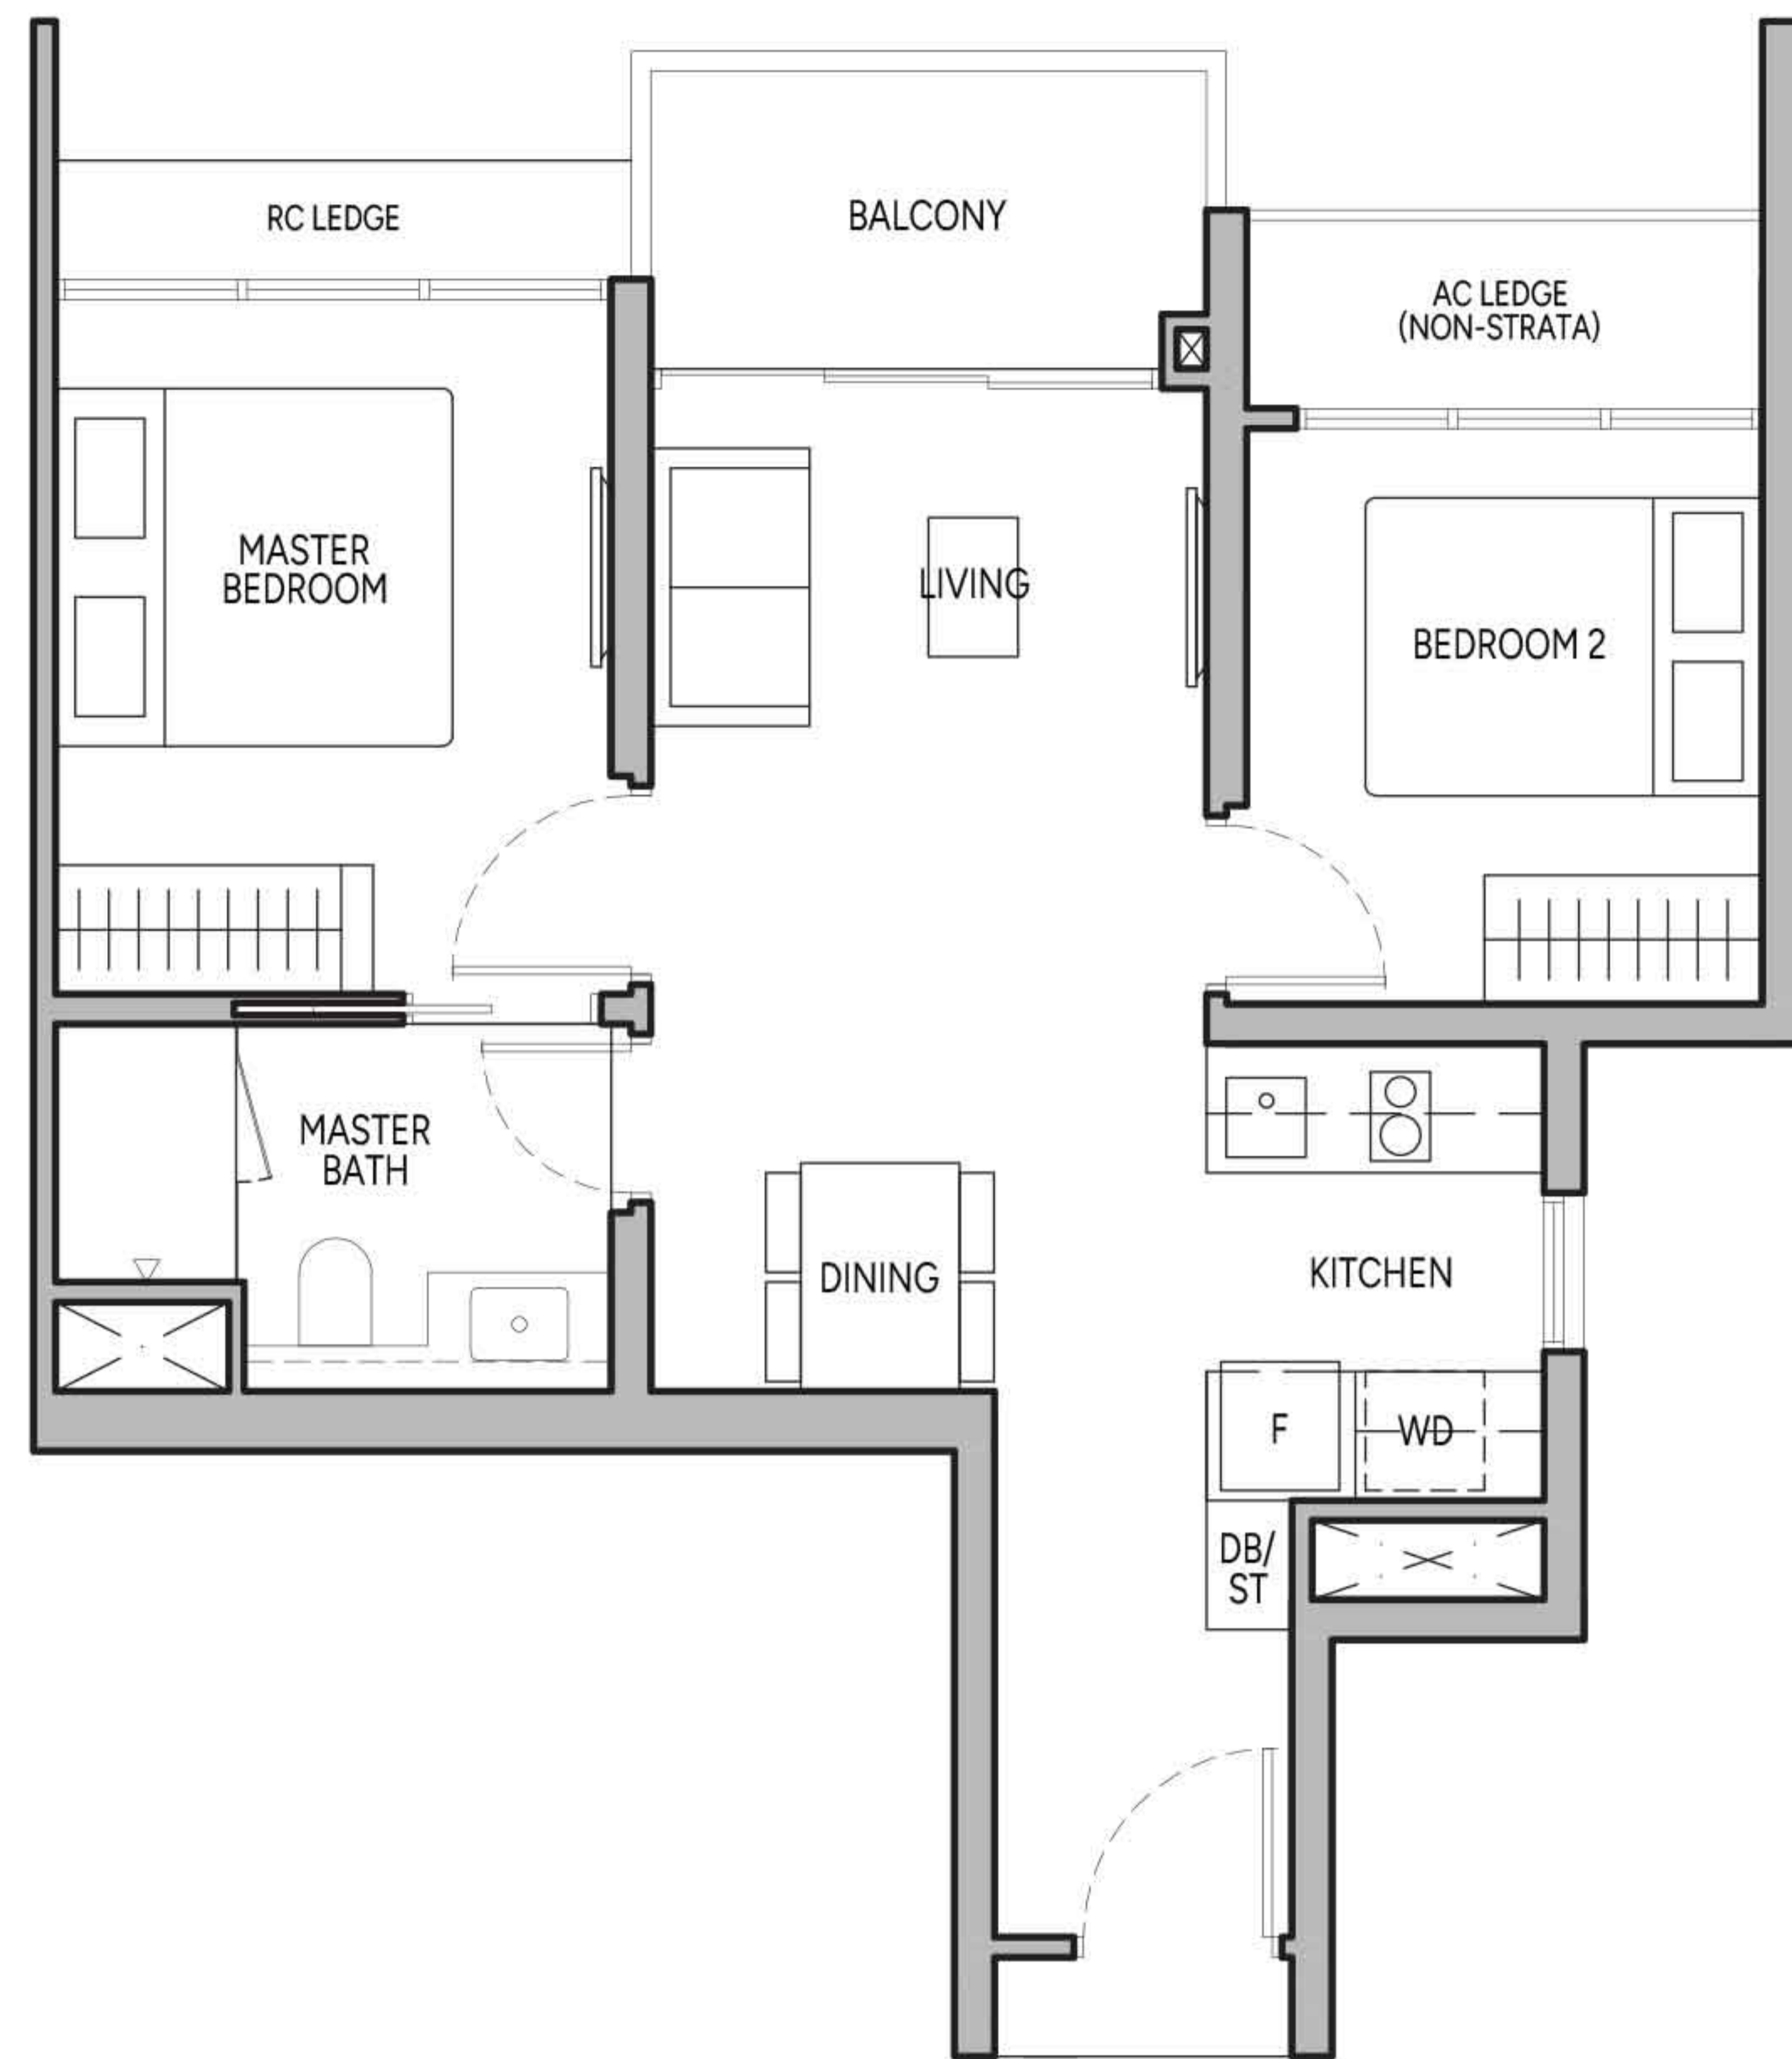 RC LEDGE
BALCONY
AC LEDGE
(NON-STRATA)
MASTER
BEDROOM
LIVING
BEDROOM 2
MASTER
BATH
DINING
KITCHEN
F
WD
DB/
ST